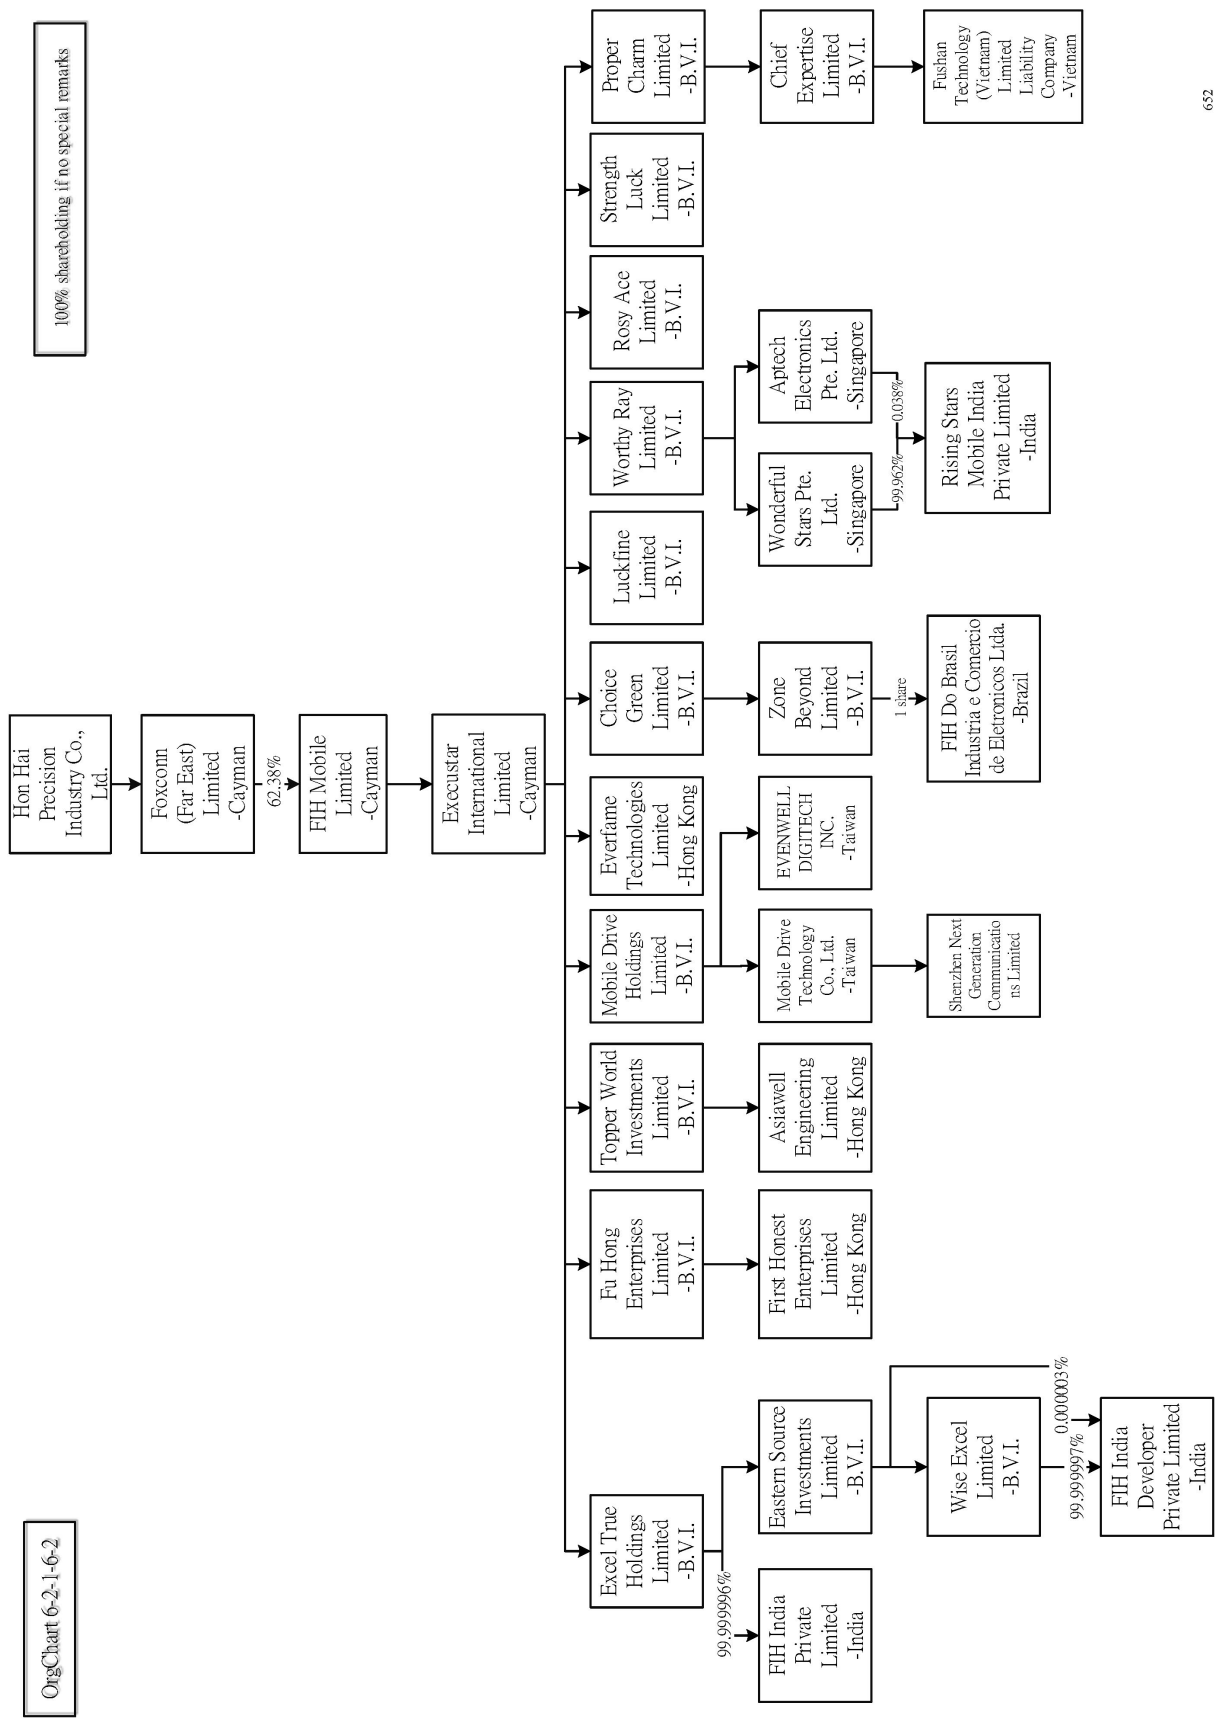 OrgChart 6-2-1-6-2
100% shareholding if no special remarks
Hon Hai
Precision
Industry Co.,
Ltd.
Foxconn
(Far East)
Limited
-Cayman
62.38%
FIH Mobile
Limited
-Cayman
Execustar
International
Limited
-Cayman
Excel True
Holdings
Limited
-B.V.I.
Fu Hong
Enterprises
Limited
-B.V.I.
Topper World
Investments
Limited
-B.V.I.
Mobile Drive
Holdings
Limited
-B.V.I.
Everfame
Technologies
Limited
-Hong Kong
Choice
Green
Limited
-B.V.I.
Luckfine
Limited
-B.V.I.
Worthy Ray
Limited
-B.V.I.
Rosy Ace
Limited
-B.V.I.
Strength
Luck
Limited
-B.V.I.
Proper
Charm
Limited
-B.V.I.
99.999996%
FIH India
Private
Limited
-India
Eastern Source
Investments
Limited
-B.V.I.
First Honest
Enterprises
Limited
-Hong Kong
Asiawell
Engineering
Limited
-Hong Kong
Mobile Drive
Technology
Co., Ltd.
-Taiwan
EVENWELL
DIGITECH
INC.
-Taiwan
Zone
Beyond
Limited
-B.V.I.
Wonderful
Stars Pte.
Ltd.
-Singapore
Aptech
Electronics
Pte. Ltd.
-Singapore
Chief
Expertise
Limited
-B.V.I.
1 share
99.962%
0.038%
Wise Excel
Limited
-B.V.I.
Shenzhen Next
Generation
Communicatio
ns Limited
FIH Do Brasil
Industria e Comercio
de Eletronicos Ltda.
-Brazil
Rising Stars
Mobile India
Private Limited
-India
Fushan
Technology
(Vietnam)
Limited
Liability
Company
-Vietnam
0.000003%
99.999997%
FIH India
Developer
Private Limited
-India
652